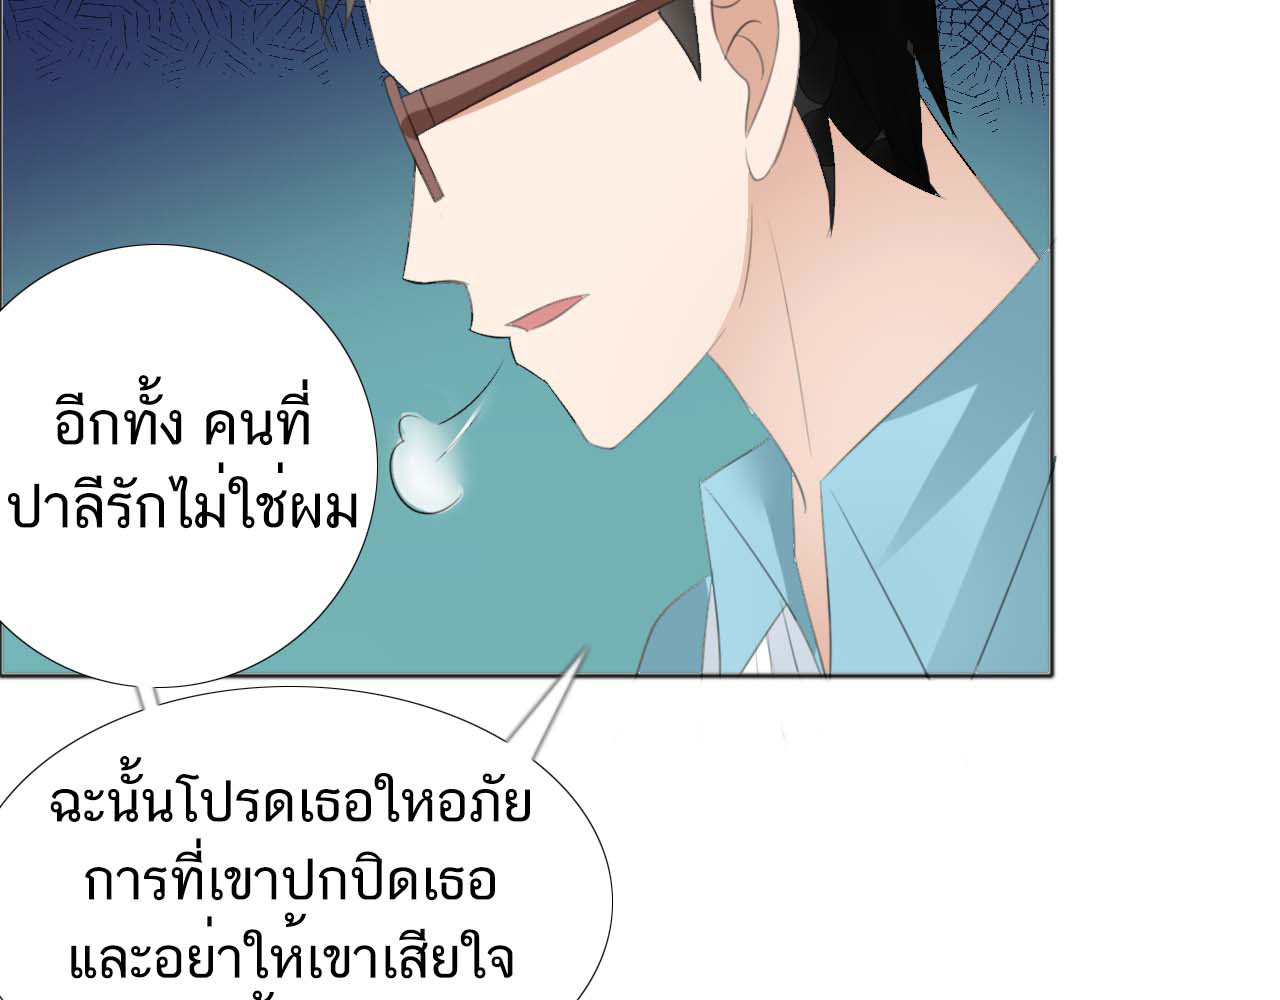 อีกทั้ง คนที่
ปาลีรักไม่ใช่ผม
ฉะนั้นโปรดเธอใหอภัย
การที่เขาปกปิดเธอ
และอย่าให้เขาเสียใจ